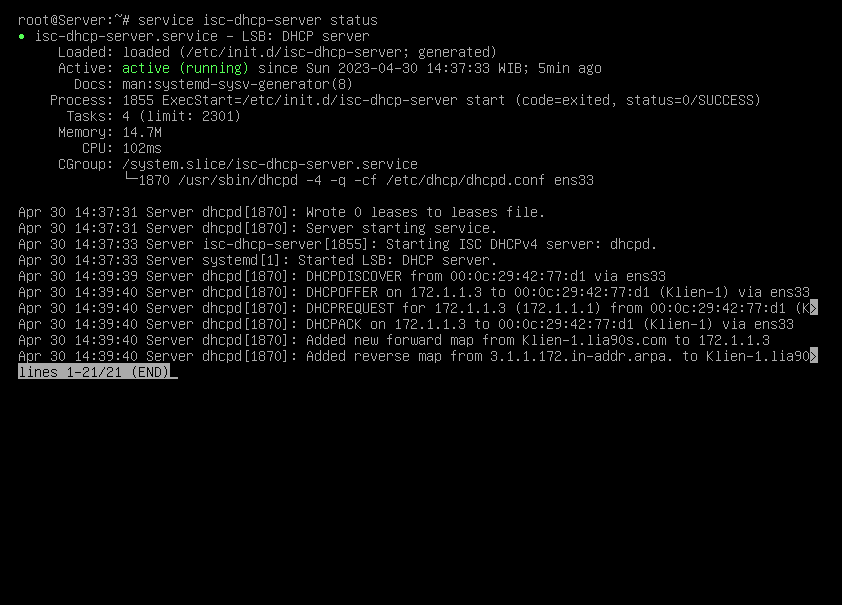 root@Server:~# service isc-dhcp-server status
● isc-dhcp-server.service - LSB: DHCP server
     Loaded: loaded (/etc/init.d/isc-dhcp-server; generated)
     Active: active (running) since Sun 2023-04-30 14:37:33 WIB; 5min ago
       Docs: man:systemd-sysv-generator(8)
    Process: 1855 ExecStart=/etc/init.d/isc-dhcp-server start (code=exited, status=0/SUCCESS)
      Tasks: 4 (limit: 2301)
     Memory: 14.7M
        CPU: 102ms
     CGroup: /system.slice/isc-dhcp-server.service
             └─1870 /usr/sbin/dhcpd -4 -q -cf /etc/dhcp/dhcpd.conf ens33

Apr 30 14:37:31 Server dhcpd[1870]: Wrote 0 leases to leases file.
Apr 30 14:37:31 Server dhcpd[1870]: Server starting service.
Apr 30 14:37:33 Server isc-dhcp-server[1855]: Starting ISC DHCPv4 server: dhcpd.
Apr 30 14:37:33 Server systemd[1]: Started LSB: DHCP server.
Apr 30 14:39:39 Server dhcpd[1870]: DHCPDISCOVER from 00:0c:29:42:77:d1 via ens33
Apr 30 14:39:40 Server dhcpd[1870]: DHCPOFFER on 172.1.1.3 to 00:0c:29:42:77:d1 (Klien-1) via ens33
Apr 30 14:39:40 Server dhcpd[1870]: DHCPREQUEST for 172.1.1.3 (172.1.1.1) from 00:0c:29:42:77:d1 (K>
Apr 30 14:39:40 Server dhcpd[1870]: DHCPACK on 172.1.1.3 to 00:0c:29:42:77:d1 (Klien-1) via ens33
Apr 30 14:39:40 Server dhcpd[1870]: Added new forward map from Klien-1.lia90s.com to 172.1.1.3
Apr 30 14:39:40 Server dhcpd[1870]: Added reverse map from 3.1.1.172.in-addr.arpa. to Klien-1.lia90>
lines 1-21/21 (END)